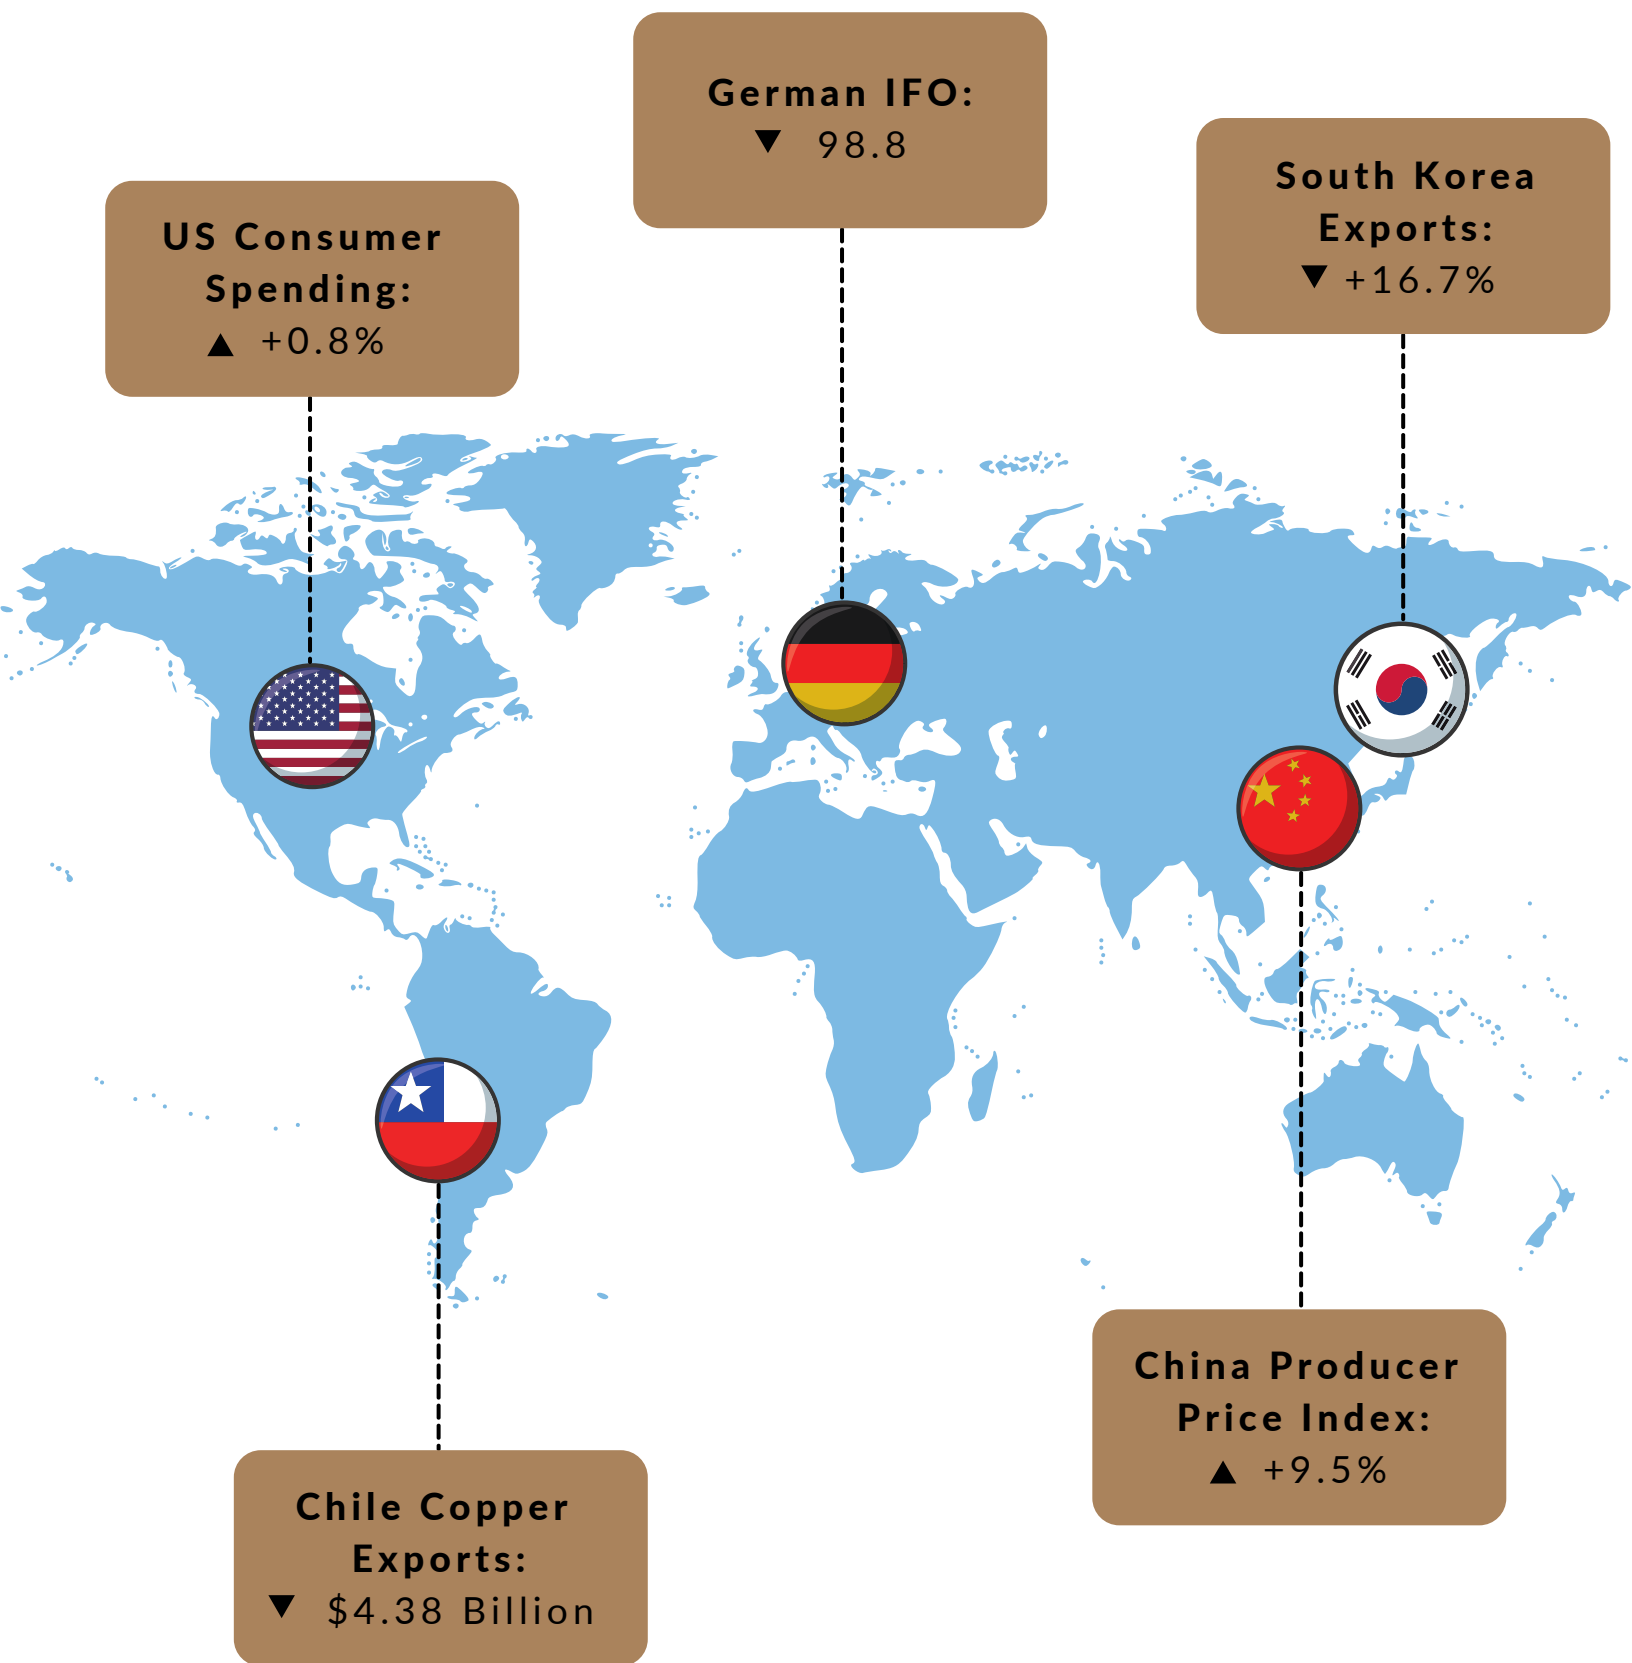 German IFO:
▼ 98.8
South Korea
Exports:
▼ +16.7%
US Consumer
Spending:
▲ +0.8%
China Producer
Price Index:
▲ +9.5%
Chile Copper
Exports:
▼ $4.38 Billion